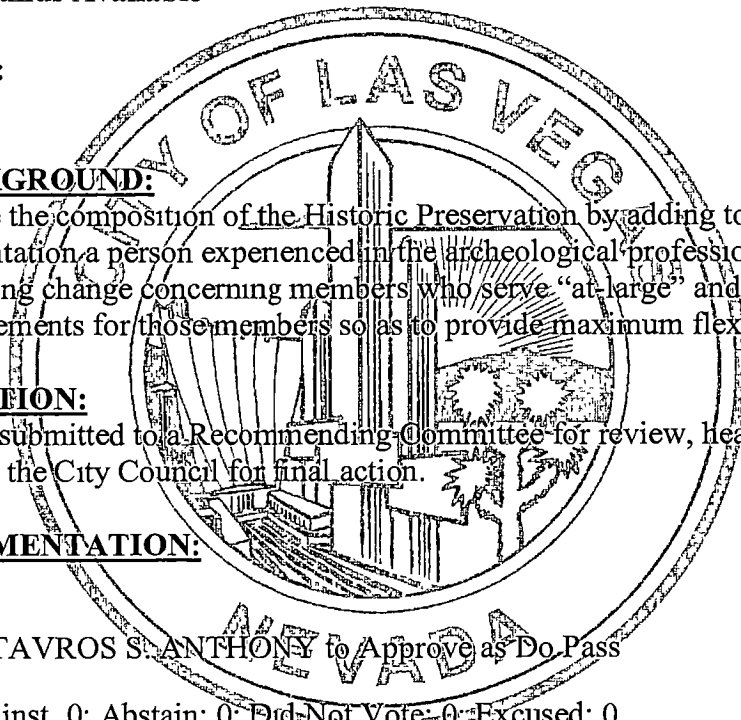 CITY OF LAS VEGAS
KGROUND:
the composition of the Historic Preservation by adding to
ntation a person experienced in the archeological professio
ng change concerning members who serve "at-large" and
ements for those members so as to provide maximum flex
TION:
submitted to a Recommending Committee for review, hea
the City Council for final action.
MENTATION:
TAVROS S. ANTHONY to Approve as Do Pass
NEVADA
inst 0; Abstain: 0; Did Not Vote: 0; Excused: 0